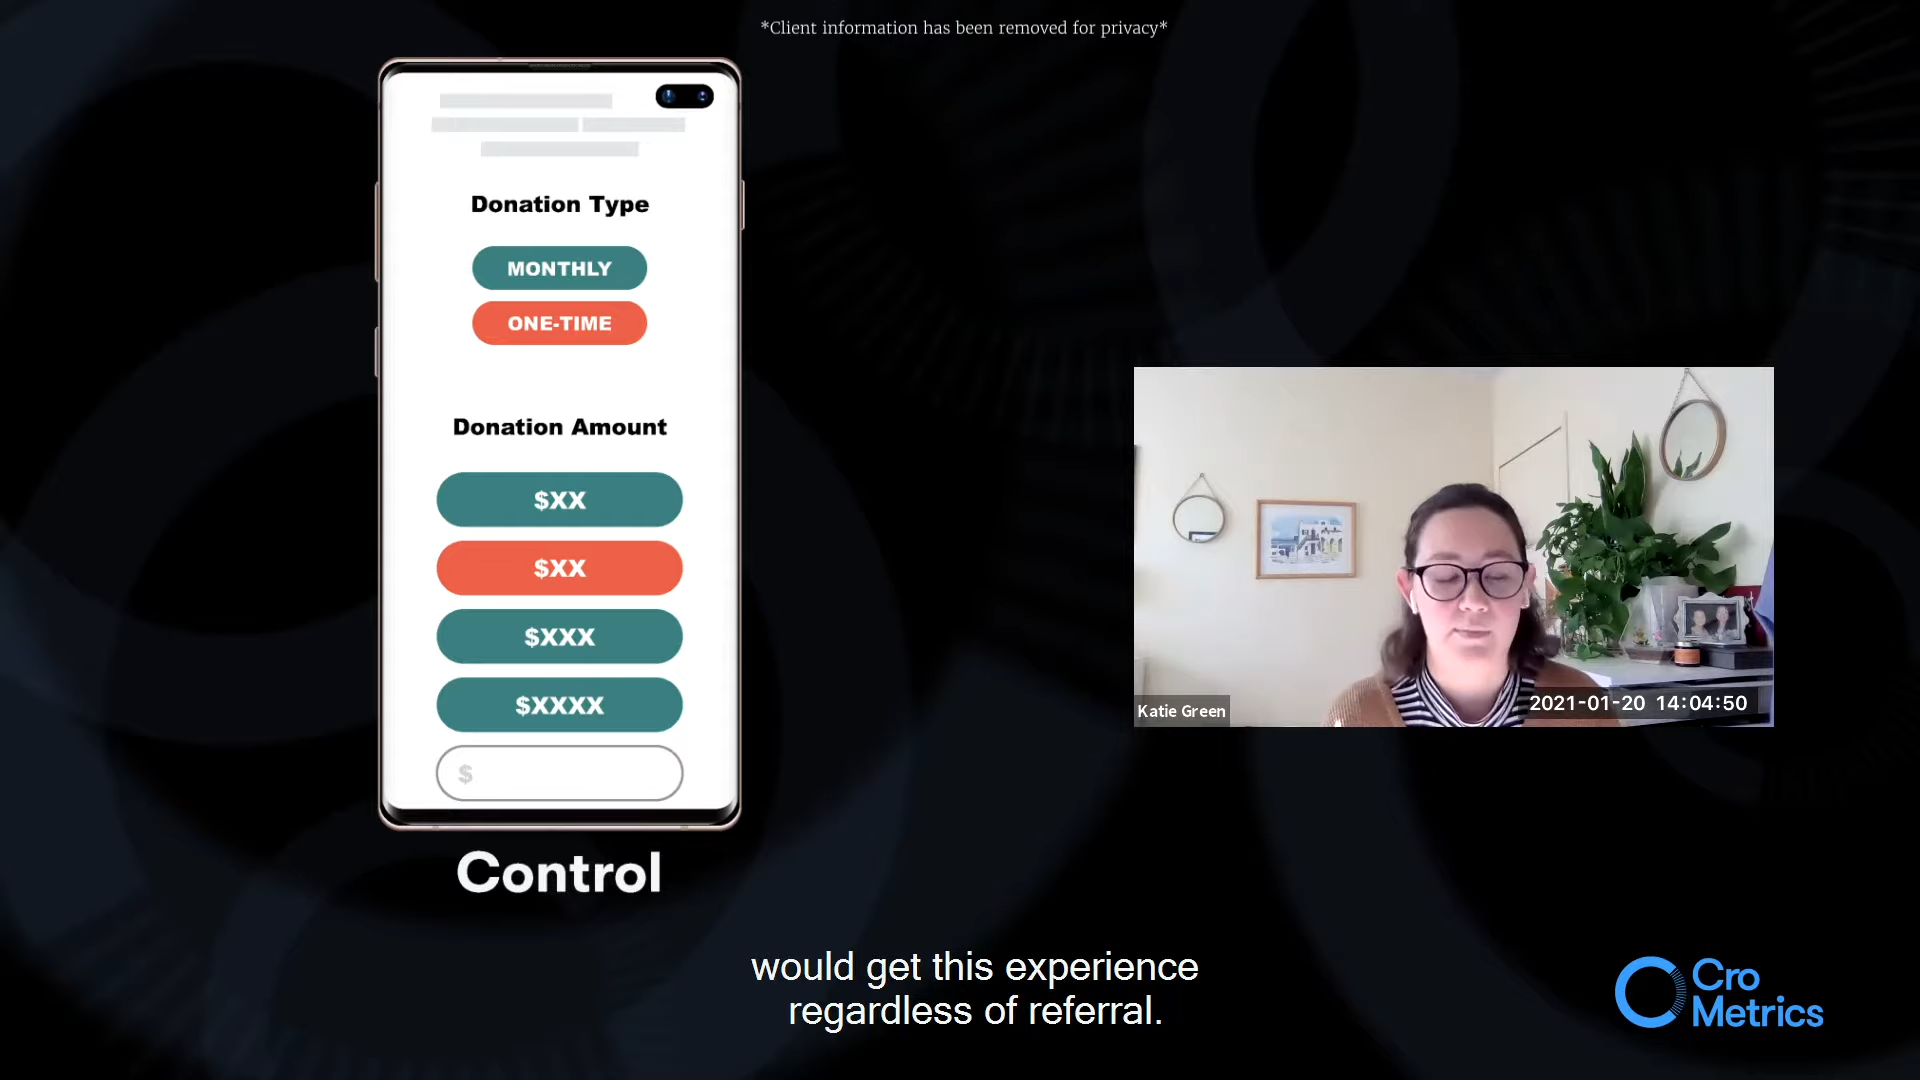 *Client information has been removed for privacy*
Donation Type
MONTHLY
ONE-TIME
Donation Amount
$XX
$XX
$XXX
$XXXX
$
Control
Katie Green
2021-01-20 14:04:50
would get this experience
regardless of referral.
Cro
Metrics